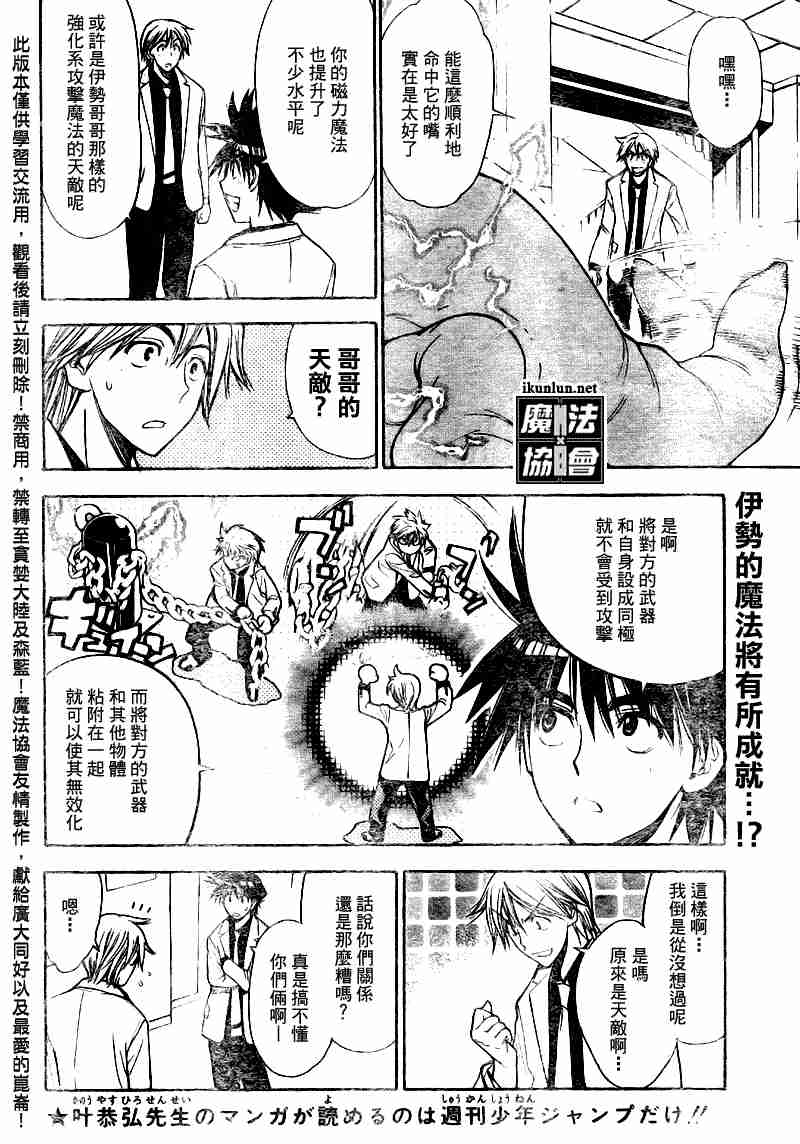 嘿嘿…
能這麼順利地
命中它的嘴
實在是太好了
你的磁力魔法
也提升了
不少水平呢
或許是伊勢哥哥那樣的
強化系攻擊魔法的天敵呢
哥哥的
天敵？
ikunlun.net
魔法
協會
伊勢的魔法將有所成就…!?
是啊
將對方的武器
和自身設成同極
就不會受到攻擊
ブンブン
ギュイン
而將對方的武器
和其他物體
粘附在一起
就可以使其無效化
這樣啊…
我倒是從沒想過呢
是嗎
原來是天敵啊…
話說你們關係
還是那麼糟嗎？
真是搞不懂
你們倆啊—
嗯…
此版本僅供學習交流用，觀看後請立刻刪除！禁商用，禁轉至貪婪大陸及森藍！魔法協會友情製作，獻給廣大同好以及最愛的崑崙！
★叶恭弘先生のマンガが読めるのは週刊少年ジャンプだけ!!